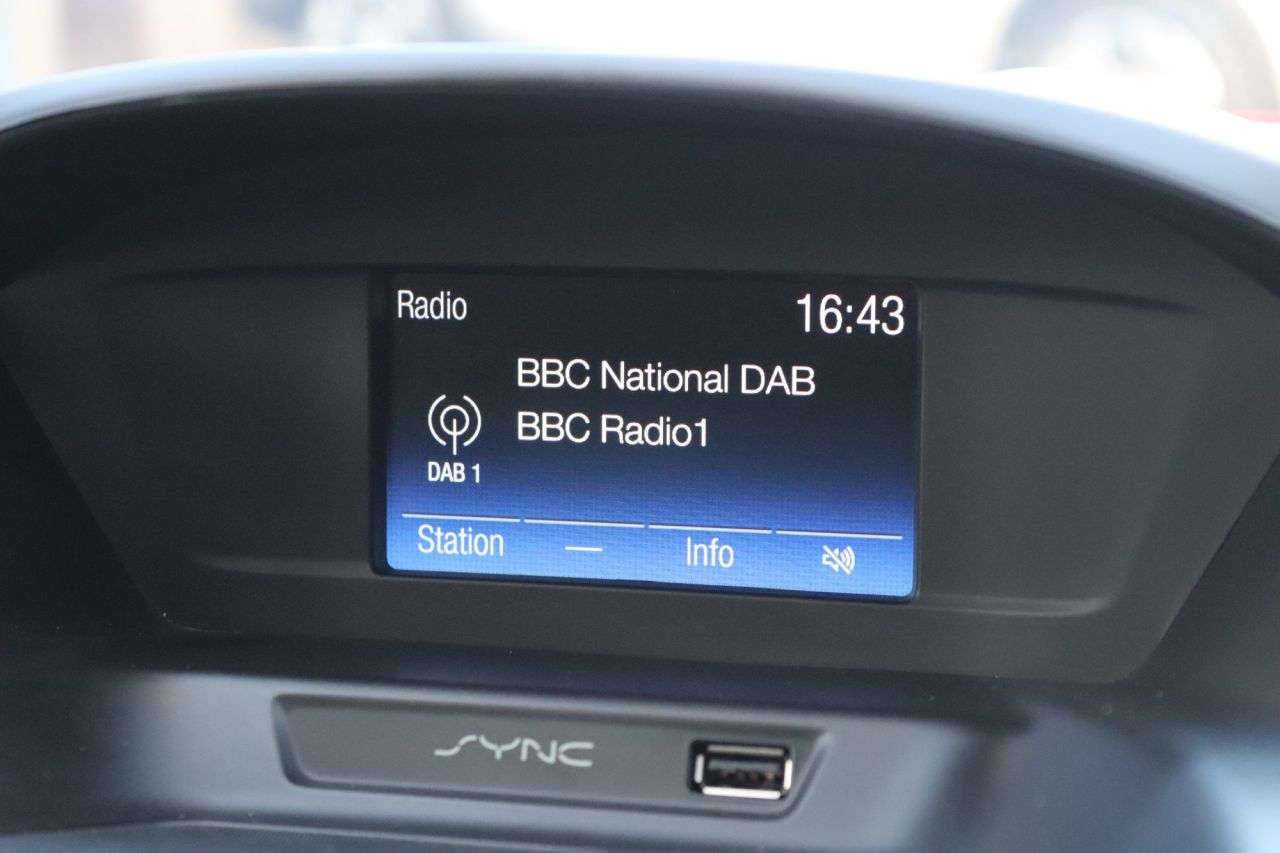 Radio
16:43
BBC National DAB
BBC Radio1
DAB 1
Station
Info
SYNC